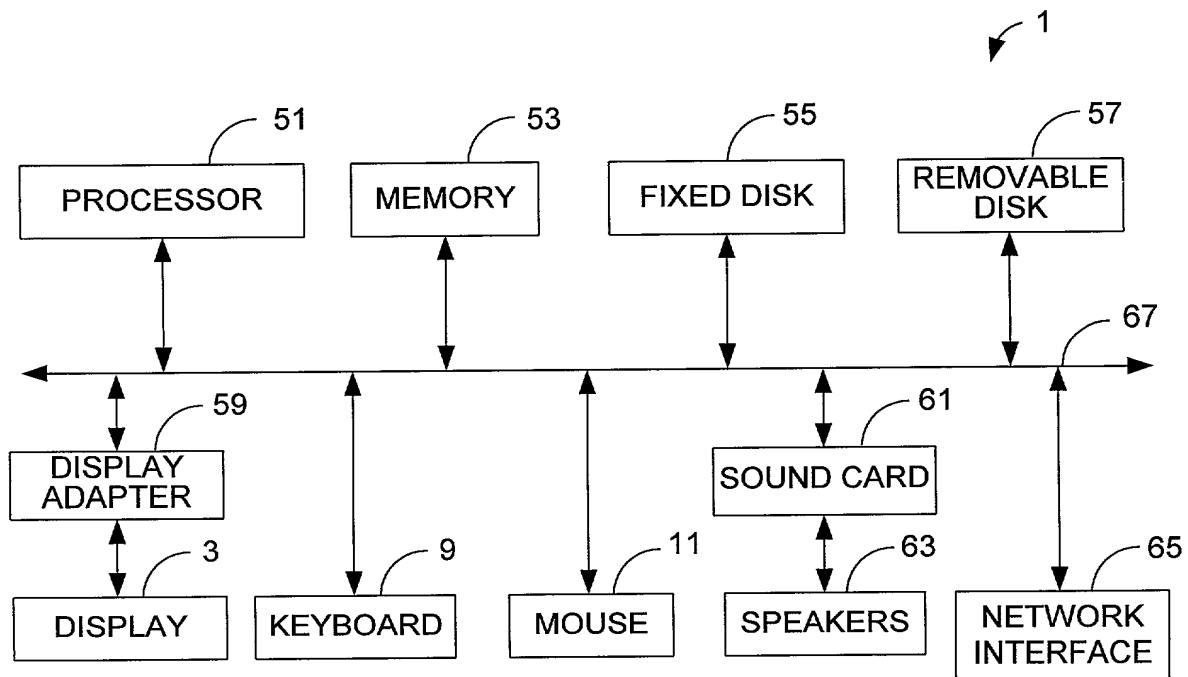 1
51
53
55
57
PROCESSOR
MEMORY
FIXED DISK
REMOVABLE
DISK
67
59
61
DISPLAY
ADAPTER
SOUND CARD
3
9
11
63
65
DISPLAY
KEYBOARD
MOUSE
SPEAKERS
NETWORK
INTERFACE